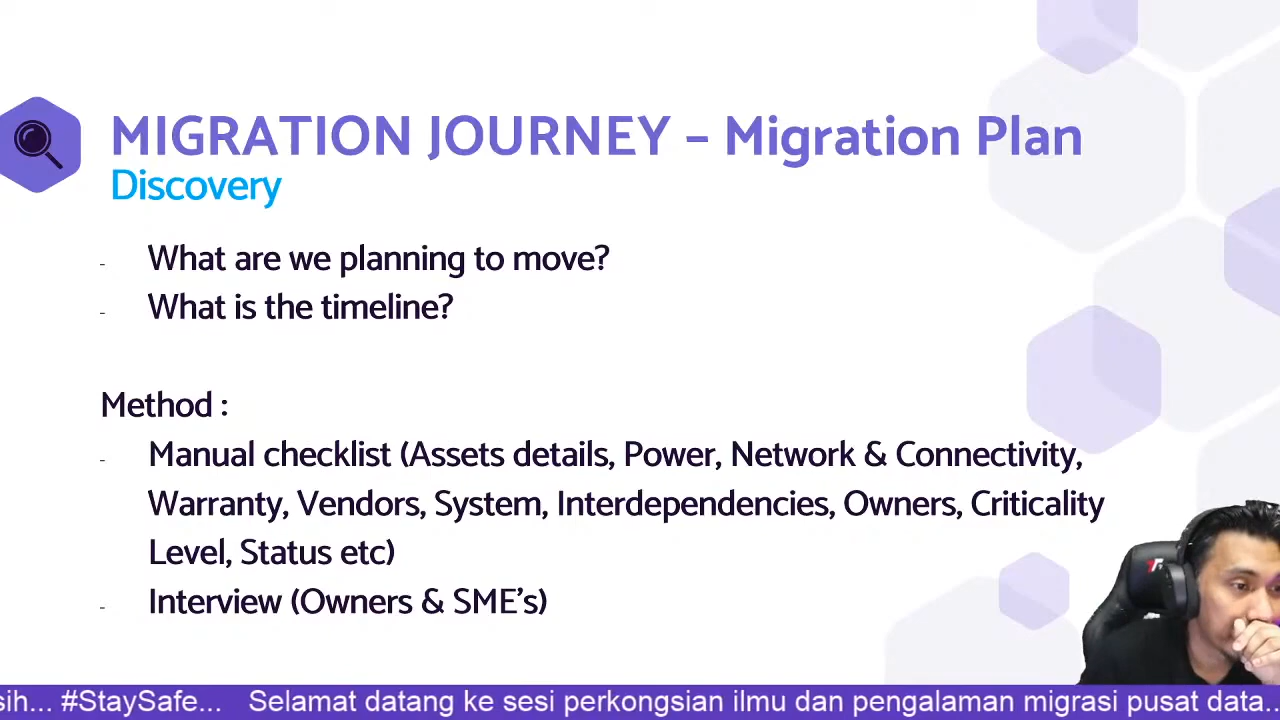 MIGRATION JOURNEY – Migration Plan
Discovery
- What are we planning to move?
- What is the timeline?
Method :
- Manual checklist (Assets details, Power, Network & Connectivity,
Warranty, Vendors, System, Interdependencies, Owners, Criticality
Level, Status etc)
- Interview (Owners & SME’s)
sih... #StaySafe... Selamat datang ke sesi perkongsian ilmu dan pengalaman migrasi pusat data..